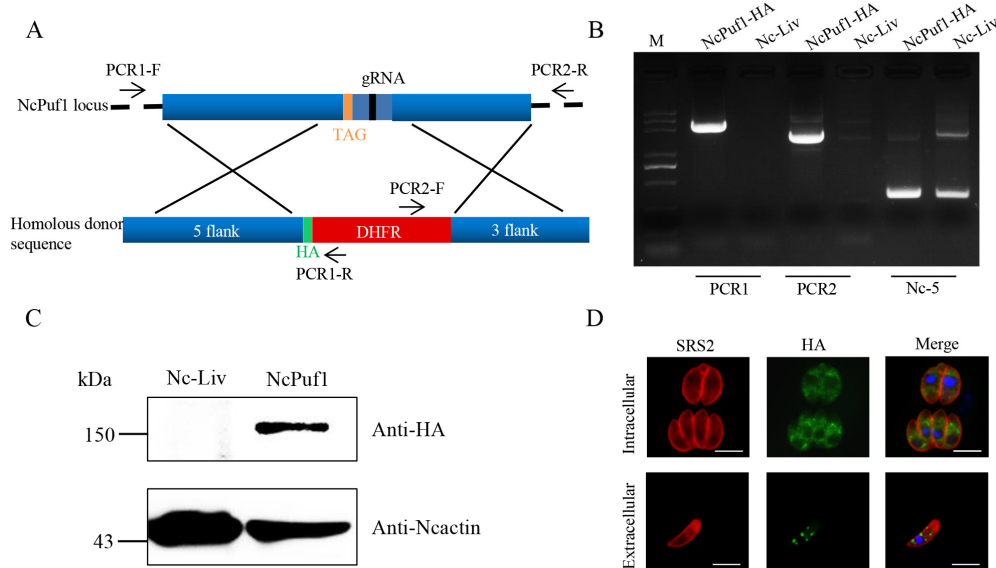 A
PCR1-F
gRNA
PCR2-R
NcPuf1 locus
TAG
PCR2-F
Homolous donor
sequence
5 flank
DHFR
3 flank
HA
PCR1-R
B
M
NcPuf1-HA
Nc-Liv
NcPuf1-HA
Nc-Liv
NcPuf1-HA
Nc-Liv
PCR1
PCR2
Nc-5
C
kDa
Nc-Liv
NcPuf1
150
Anti-HA
43
Anti-Ncactin
D
SRS2
HA
Merge
Intracellular
Extracellular